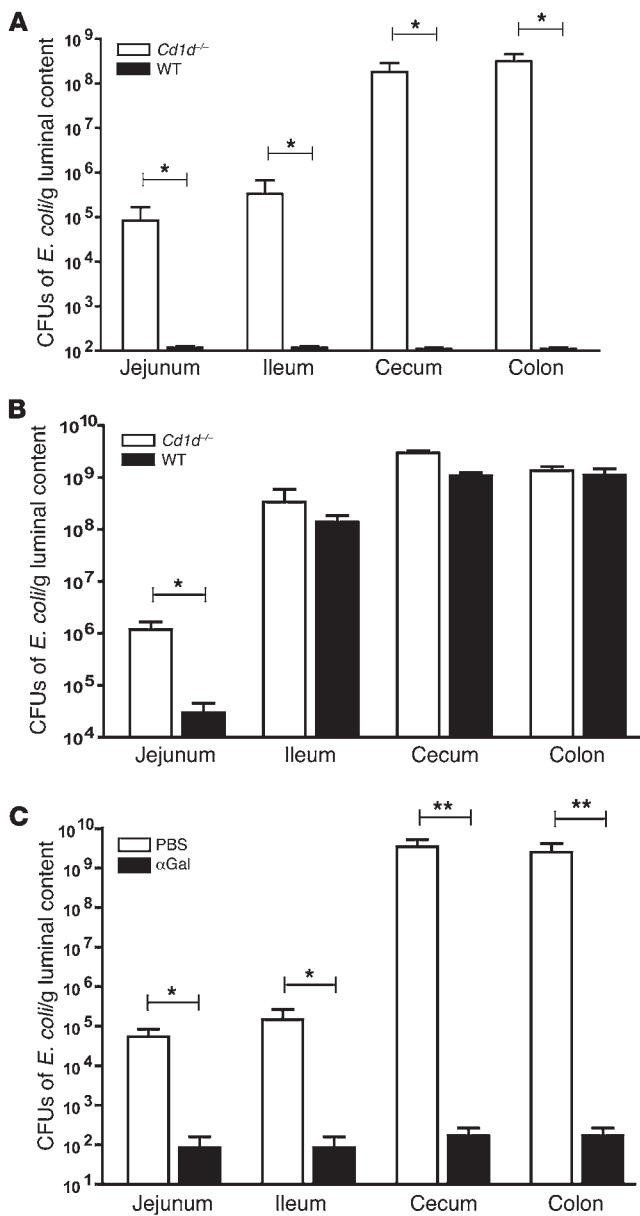 A
10⁹
10⁸
10⁷
10⁶
10⁵
10⁴
10³
10²
CFUs of E. coli/g luminal content
Cd1d⁻/⁻
WT
*
*
*
*
Jejunum Ileum Cecum Colon
B
10¹⁰
10⁹
10⁸
10⁷
10⁶
10⁵
10⁴
CFUs of E. coli/g luminal content
Cd1d⁻/⁻
WT
*
Jejunum Ileum Cecum Colon
C
10¹⁰
10⁹
10⁸
10⁷
10⁶
10⁵
10⁴
10³
10²
10¹
CFUs of E. coli/g luminal content
PBS
αGal
*
*
**
**
Jejunum Ileum Cecum Colon